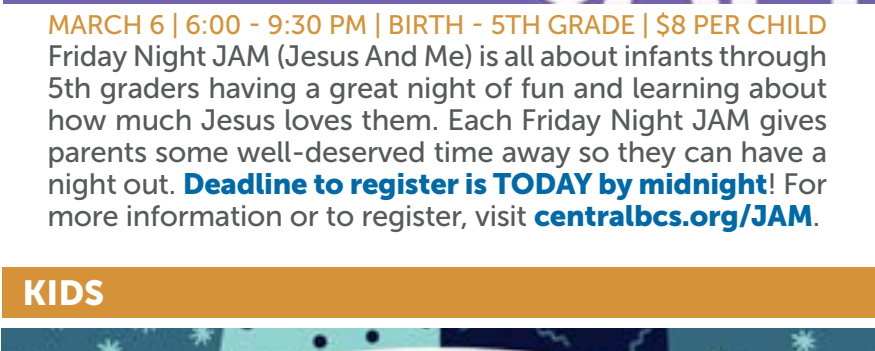 MARCH 6 | 6:00 - 9:30 PM | BIRTH - 5TH GRADE | $8 PER CHILD
Friday Night JAM (Jesus And Me) is all about infants through
5th graders having a great night of fun and learning about
how much Jesus loves them. Each Friday Night JAM gives
parents some well-deserved time away so they can have a
night out. Deadline to register is TODAY by midnight! For
more information or to register, visit centralbcs.org/JAM.
KIDS